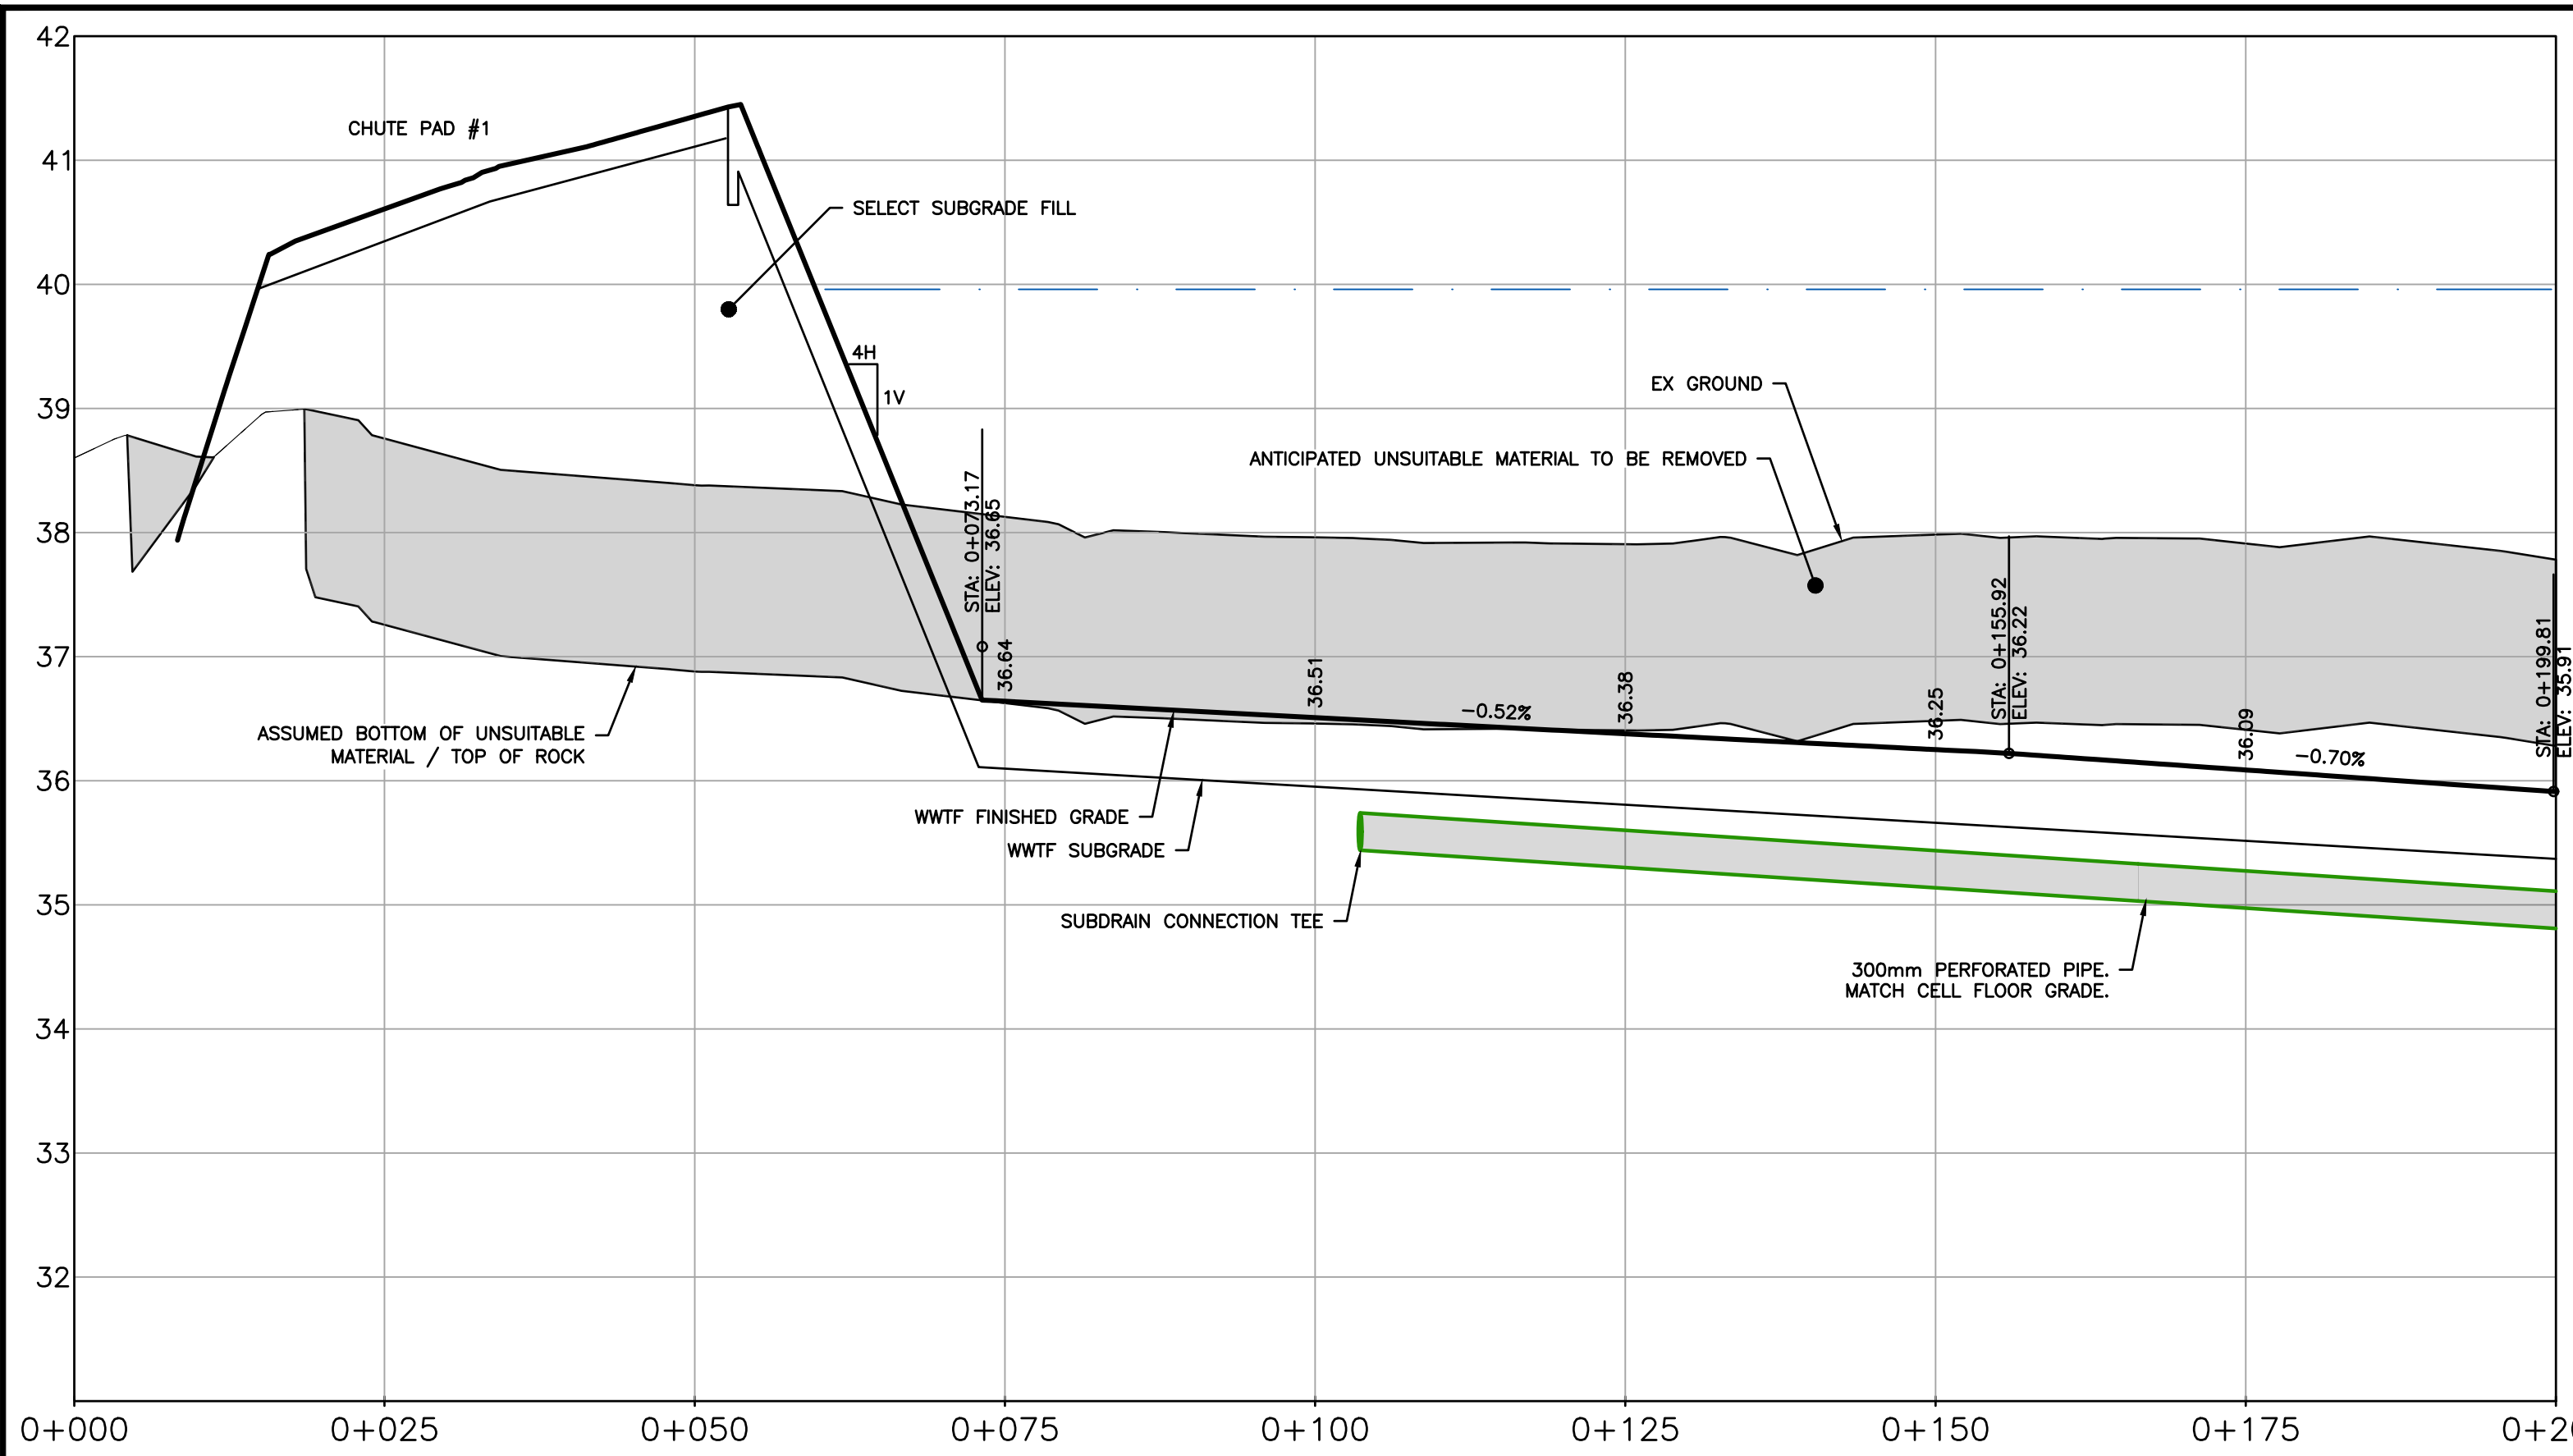 42
CHUTE PAD #1
41
SELECT SUBGRADE FILL
40
4H
1V
EX GROUND
39
ANTICIPATED UNSUITABLE MATERIAL TO BE REMOVED
38
STA: 0+073.17
ELEV: 36.65
STA: 0+155.92
ELEV: 36.22
STA: 0+199.81
ELEV: 35.91
37
36.64
36.51
36.38
36.25
36.09
-0.52%
-0.70%
ASSUMED BOTTOM OF UNSUITABLE
MATERIAL / TOP OF ROCK
36
WWTF FINISHED GRADE
WWTF SUBGRADE
35
SUBDRAIN CONNECTION TEE
300mm PERFORATED PIPE.
MATCH CELL FLOOR GRADE.
34
33
32
0+000
0+025
0+050
0+075
0+100
0+125
0+150
0+175